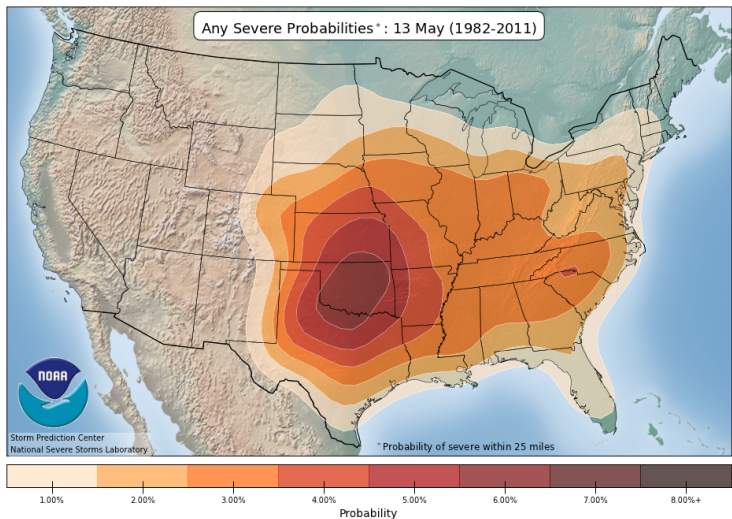 Any Severe Probabilities*: 13 May (1982-2011)
NOAA
Storm Prediction Center
National Severe Storms Laboratory
*Probability of severe within 25 miles
1.00% 2.00% 3.00% 4.00% 5.00% 6.00% 7.00% 8.00%+
Probability